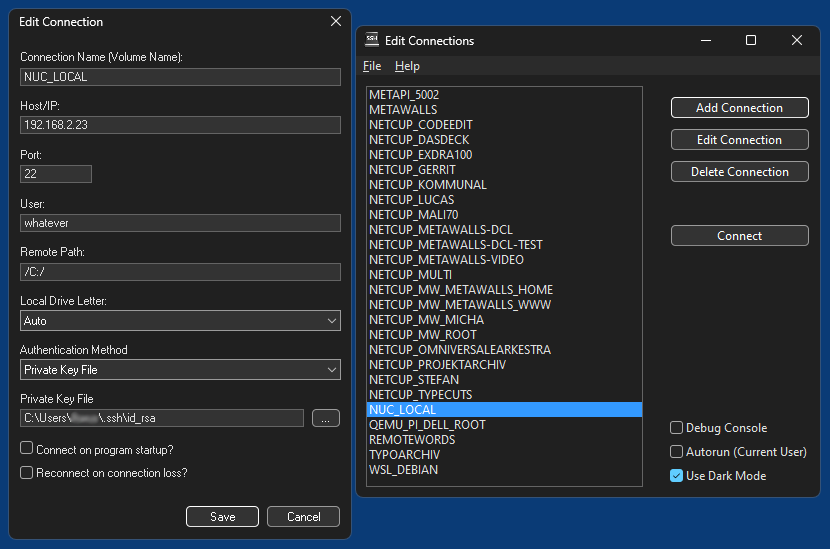 Edit Connection
Connection Name (Volume Name):
NUC_LOCAL
Host/IP:
192.168.2.23
Port:
22
User:
whatever
Remote Path:
/C:/
Local Drive Letter:
Auto
Authentication Method
Private Key File
Private Key File
C:\Users\ \.ssh\id_rsa
...
Connect on program startup?
Reconnect on connection loss?
Save
Cancel
SSH
Edit Connections
File Help
METAPI_5002
METAWALLS
NETCUP_CODEEDIT
NETCUP_DASDECK
NETCUP_EXDRA100
NETCUP_GERRIT
NETCUP_KOMMUNAL
NETCUP_LUCAS
NETCUP_MALI70
NETCUP_METAWALLS-DCL
NETCUP_METAWALLS-DCL-TEST
NETCUP_METAWALLS-VIDEO
NETCUP_MULTI
NETCUP_MW_METAWALLS_HOME
NETCUP_MW_METAWALLS_WWW
NETCUP_MW_MICHA
NETCUP_MW_ROOT
NETCUP_OMNIVERSALEARKESTRA
NETCUP_PROJEKTARCHIV
NETCUP_STEFAN
NETCUP_TYPECUTS
NUC_LOCAL
QEMU_PI_DELL_ROOT
REMOTEWORDS
TYPOARCHIV
WSL_DEBIAN
Add Connection
Edit Connection
Delete Connection
Connect
Debug Console
Autorun (Current User)
Use Dark Mode